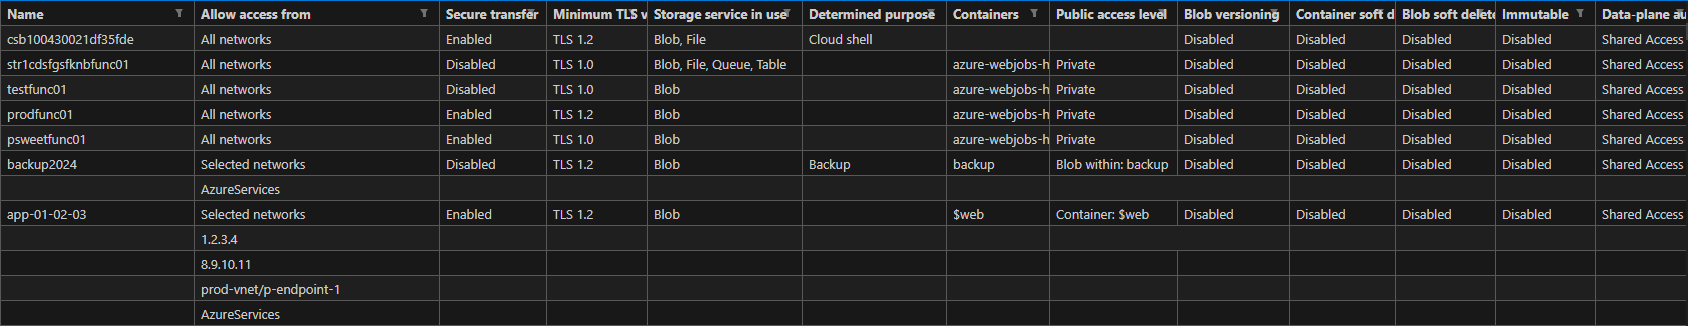 Name Allow access from Secure transfer Minimum TLS v Storage service in use Determined purpose Containers Public access level Blob versioning Container soft d Blob soft delete Immutable Data-plane au
csb100430021df35fde All networks Enabled TLS 1.2 Blob, File Cloud shell Disabled Disabled Disabled Disabled Shared Access
str1cdsfgsfknbfunc01 All networks Disabled TLS 1.0 Blob, File, Queue, Table azure-webjobs-h Private Disabled Disabled Disabled Disabled Shared Access
testfunc01 All networks Disabled TLS 1.0 Blob azure-webjobs-h Private Disabled Disabled Disabled Disabled Shared Access
prodfunc01 All networks Enabled TLS 1.2 Blob azure-webjobs-h Private Disabled Disabled Disabled Disabled Shared Access
psweetfunc01 All networks Enabled TLS 1.0 Blob azure-webjobs-h Private Disabled Disabled Disabled Disabled Shared Access
backup2024 Selected networks Disabled TLS 1.2 Blob Backup backup Blob within: backup Disabled Disabled Disabled Disabled Shared Access
AzureServices
app-01-02-03 Selected networks Enabled TLS 1.2 Blob $web Container: $web Disabled Disabled Disabled Disabled Shared Access
1.2.3.4
8.9.10.11
prod-vnet/p-endpoint-1
AzureServices